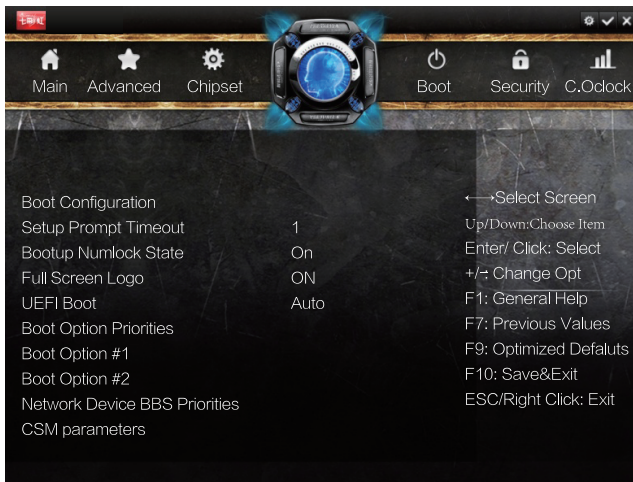 七彩虹
Main Advanced Chipset Boot Security C.Oclock
Boot Configuration
Setup Prompt Timeout 1
Bootup Numlock State On
Full Screen Logo ON
UEFI Boot Auto
Boot Option Priorities
Boot Option #1
Boot Option #2
Network Device BBS Priorities
CSM parameters
←→Select Screen
Up/Down:Choose Item
Enter/ Click: Select
+/-: Change Opt
F1: General Help
F7: Previous Values
F9: Optimized Defaluts
F10: Save&Exit
ESC/Right Click: Exit